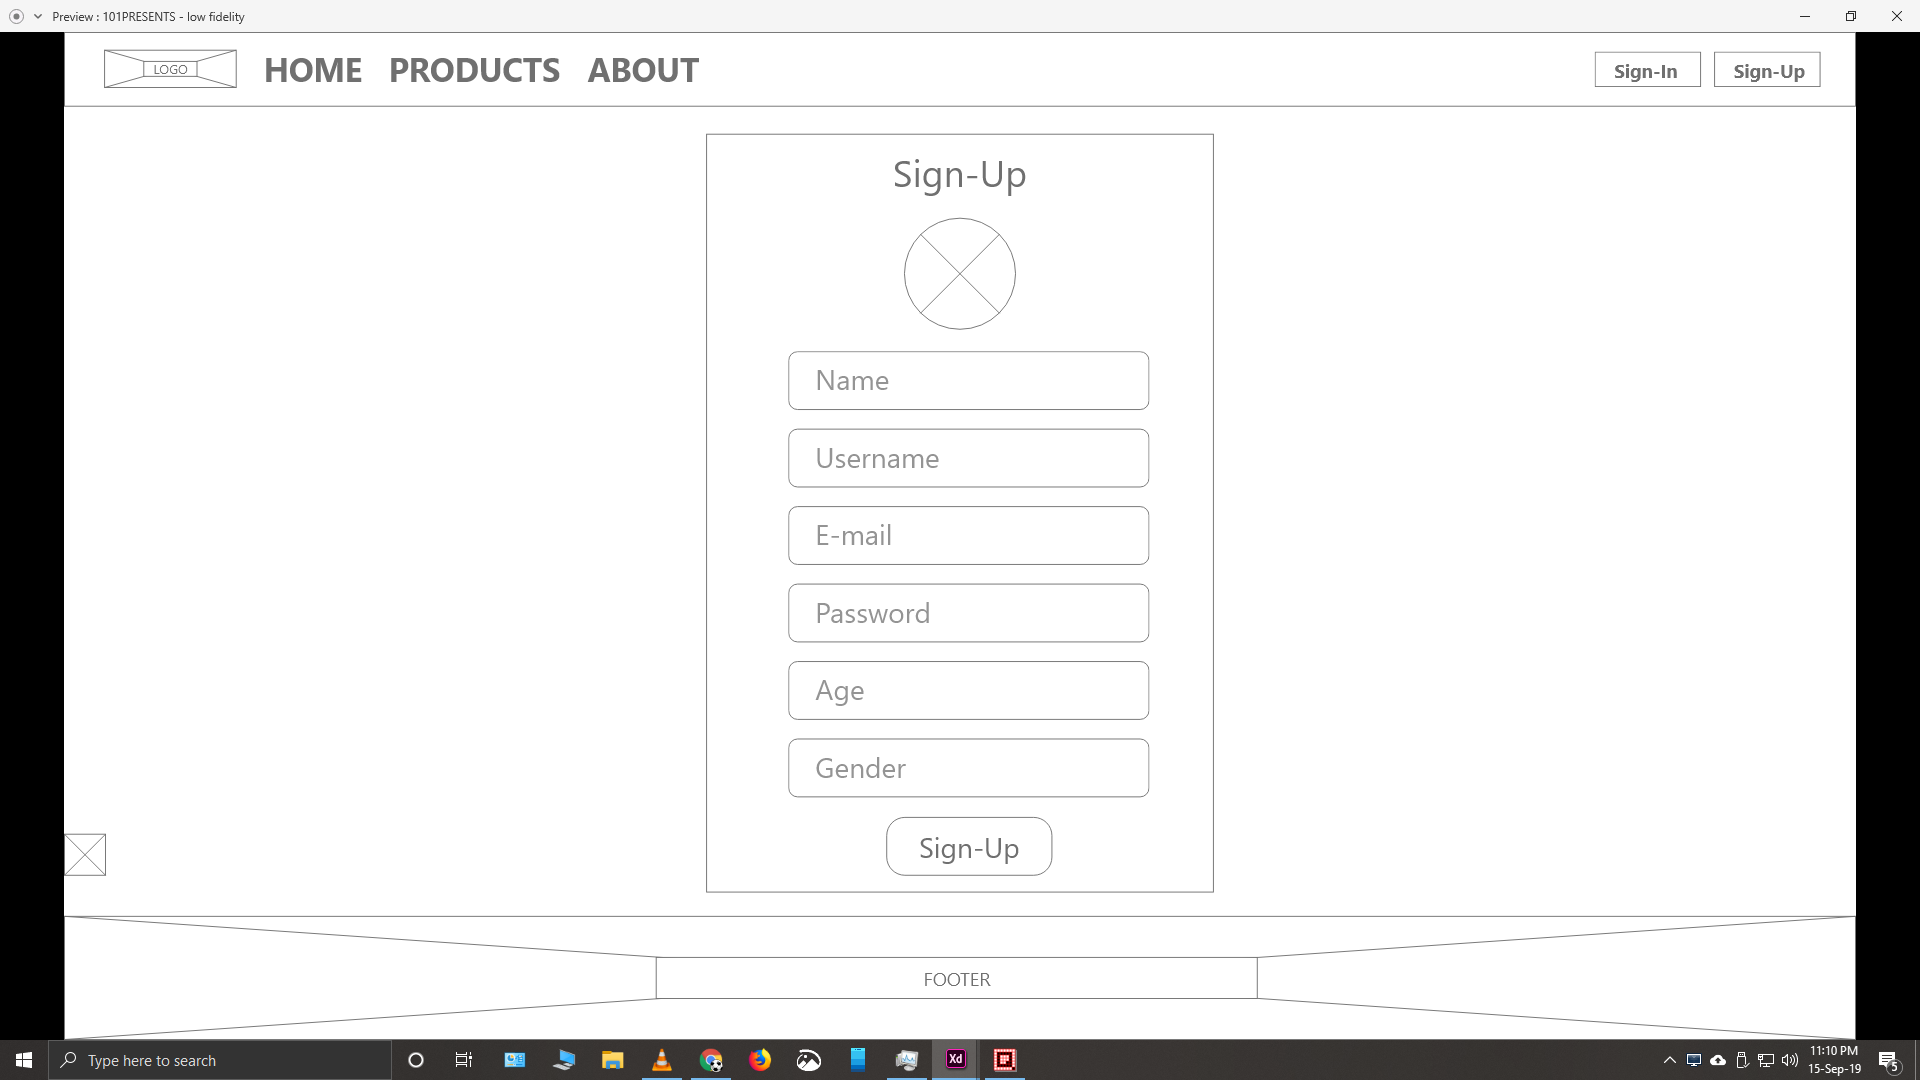 Preview : 101PRESENTS - low fidelity
LOGO HOME PRODUCTS ABOUT Sign-In Sign-Up
Sign-Up
Name
Username
E-mail
Password
Age
Gender
Sign-Up
FOOTER
Type here to search
Xd
11:10 PM
15-Sep-19
5